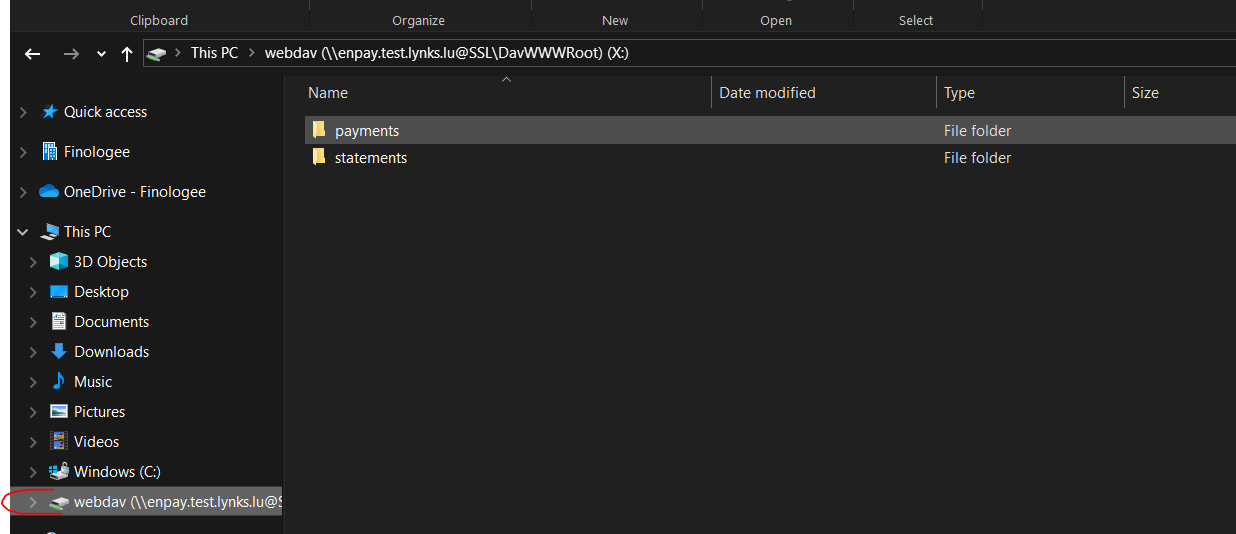 Clipboard
Organize
New
Open
Select
This PC
webdav (\\enpay.test.lynks.lu@SSL\DavWWWRoot) (X:)
Name
Date modified
Type
Size
Quick access
Finologee
OneDrive - Finologee
This PC
3D Objects
Desktop
Documents
Downloads
Music
Pictures
Videos
Windows (C:)
webdav (\\enpay.test.lynks.lu@S
payments
File folder
statements
File folder